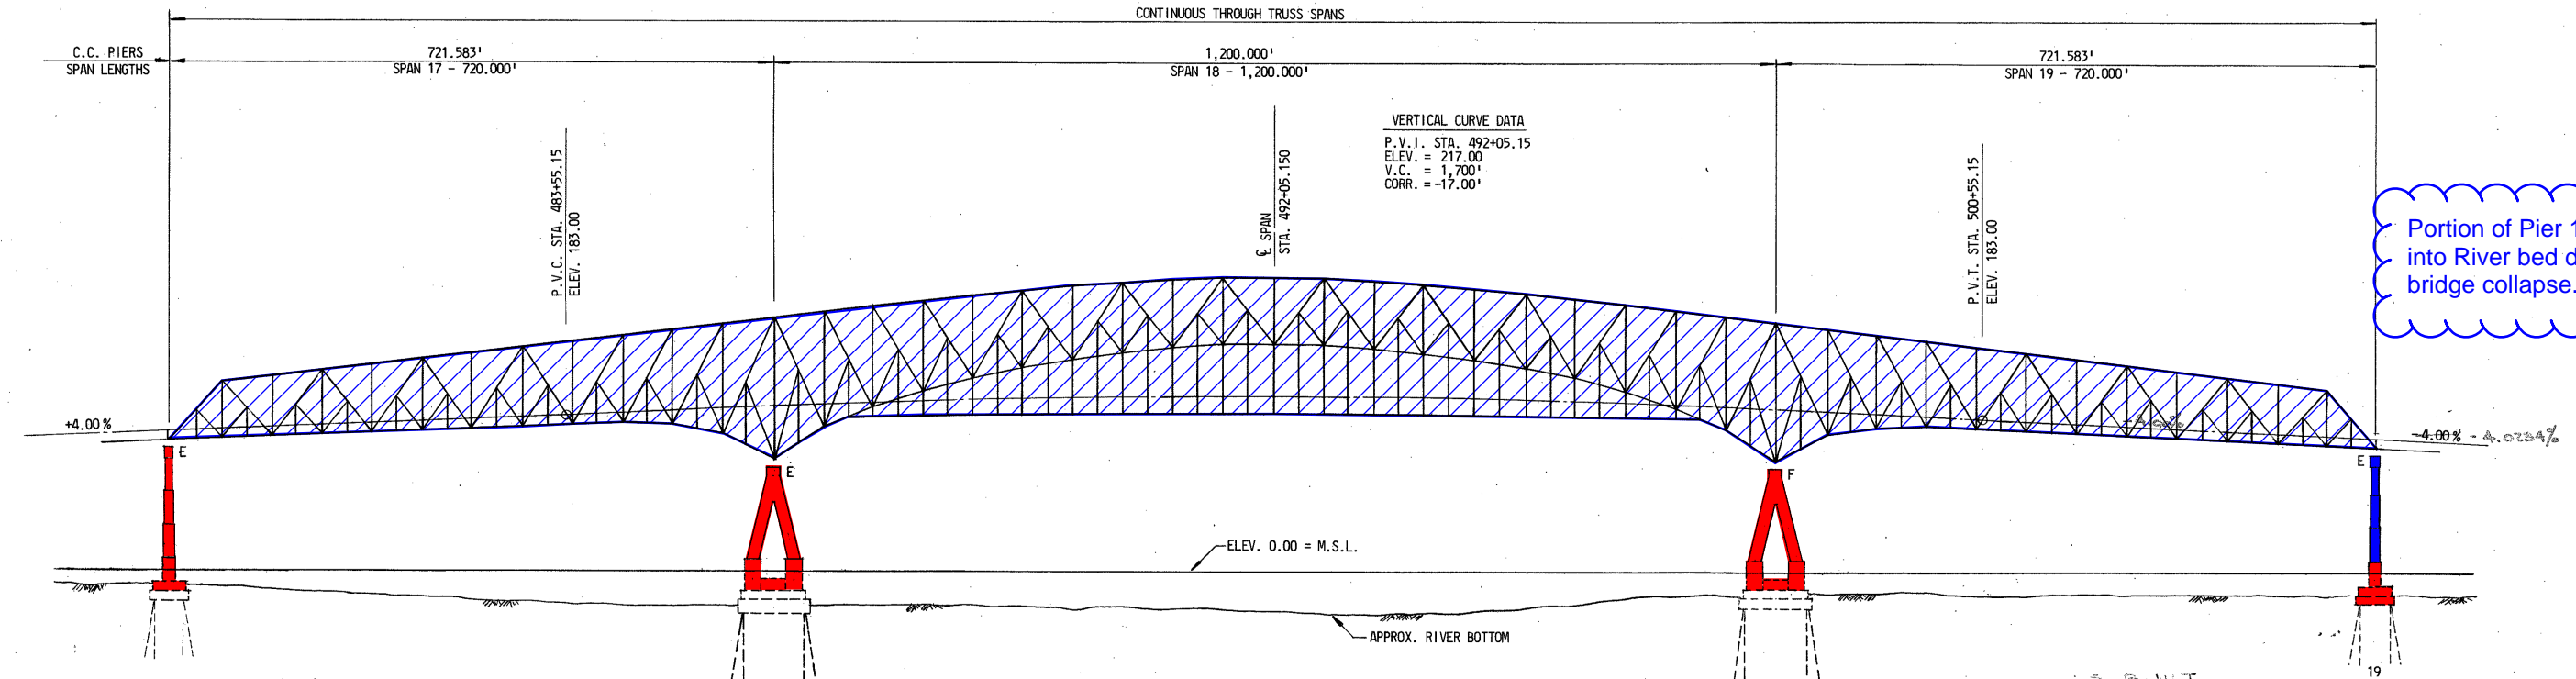 CONTINUOUS THROUGH TRUSS SPANS
C.C. PIERS
SPAN LENGTHS
721.583'
SPAN 17 - 720.000'
1,200.000'
SPAN 18 - 1,200.000'
721.583'
SPAN 19 - 720.000'
P.V.C. STA. 483+55.15
ELEV. 183.00
℄ SPAN
STA. 492+05.150
VERTICAL CURVE DATA
P.V.I. STA. 492+05.15
ELEV. = 217.00
V.C. = 1,700'
CORR. = -17.00'
P.V.T. STA. 500+55.15
ELEV. 183.00
Portion of Pier 1
into River bed d
bridge collapse.
+4.00%
-4.00% - 4.0234%
E
E
F
E
ELEV. 0.00 = M.S.L.
APPROX. RIVER BOTTOM
19